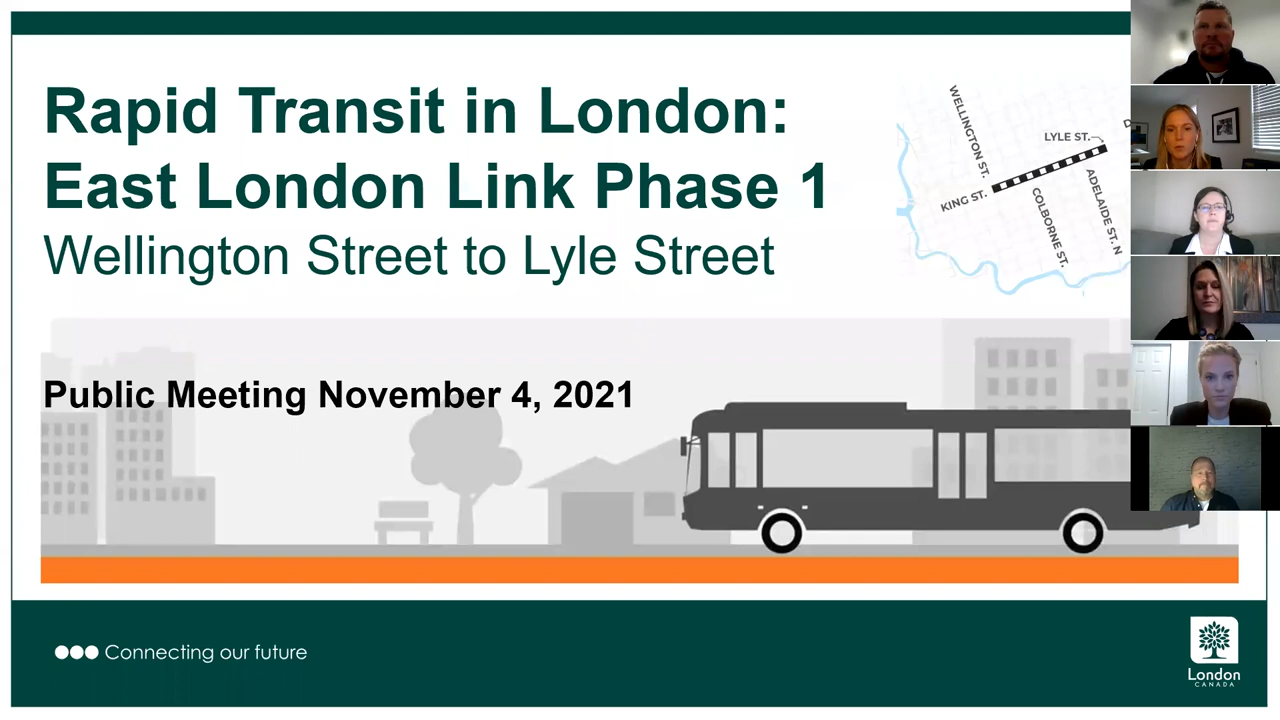 Rapid Transit in London:
East London Link Phase 1
Wellington Street to Lyle Street
WELLINGTON ST.
LYLE ST.
KING ST.
COLBORNE ST.
ADELAIDE ST. N
Public Meeting November 4, 2021
Connecting our future
London
CANADA